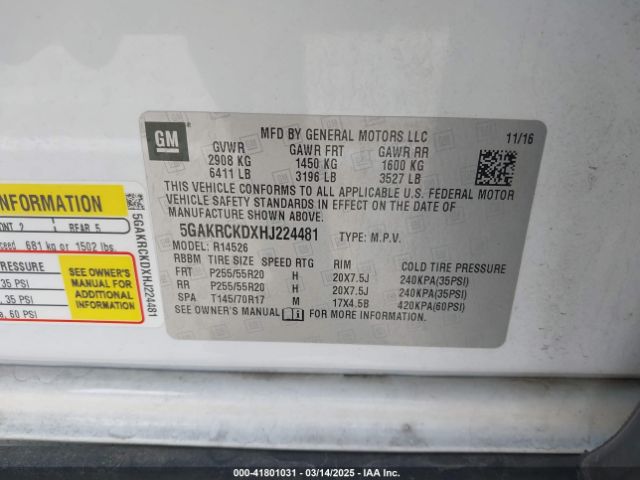 GM
MFD BY GENERAL MOTORS LLC 11/16
GVWR GAWR FRT GAWR RR
2908 KG 1450 KG 1600 KG
6411 LB 3196 LB 3527 LB
THIS VEHICLE CONFORMS TO ALL APPLICABLE U.S. FEDERAL MOTOR
VEHICLE SAFETY STANDARDS IN EFFECT ON THE DATE OF
MANUFACTURE SHOWN ABOVE.
5GAKRCKDXHJ224481 TYPE: M.P.V.
MODEL: R14526
RBBM TIRE SIZE SPEED RTG RIM
FRT P255/55R20 H 20X7.5J 240KPA(35PSI)
RR P255/55R20 H 20X7.5J 240KPA(35PSI)
SPA T145/70R17 M 17X4.5B 420KPA(60PSI)
SEE OWNER'S MANUAL FOR MORE INFORMATION.
INFORMATION
2 REAR 5
681 kg or 1502 lbs.
35 PSI
, 35 PSI
a, 60 PSI
SEE OWNER'S
MANUAL FOR
ADDITIONAL
INFORMATION
5GAKRCKDXHJ224481
000-41801031 - 03/14/2025 - IAA Inc.